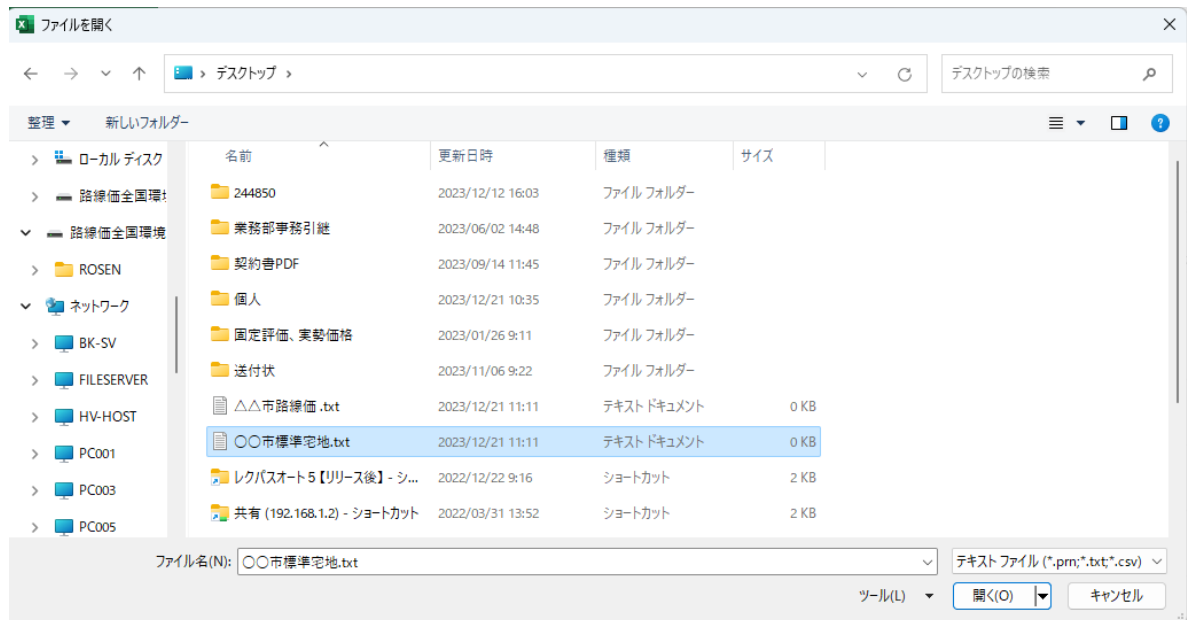 ファイルを開く
デスクトップ
デスクトップの検索
整理 新しいフォルダー
名前 更新日時 種類 サイズ
ローカル ディスク
路線価全国環境
路線価全国環境
ROSEN
ネットワーク
BK-SV
FILESERVER
HV-HOST
PC001
PC003
PC005
244850 2023/12/12 16:03 ファイル フォルダー
業務部事務引継 2023/06/02 14:48 ファイル フォルダー
契約書PDF 2023/09/14 11:45 ファイル フォルダー
個人 2023/12/21 10:35 ファイル フォルダー
固定評価、実勢価格 2023/01/26 9:11 ファイル フォルダー
送付状 2023/11/06 9:22 ファイル フォルダー
△△市路線価 .txt 2023/12/21 11:11 テキスト ドキュメント 0 KB
〇〇市標準宅地.txt 2023/12/21 11:11 テキスト ドキュメント 0 KB
レクパスオート5【リリース後】 - シ... 2022/12/22 9:16 ショートカット 2 KB
共有 (192.168.1.2) - ショートカット 2022/03/31 13:52 ショートカット 2 KB
ファイル名(N): 〇〇市標準宅地.txt テキスト ファイル (*.prn;*.txt;*.csv)
ツール(L) 開く(O) キャンセル